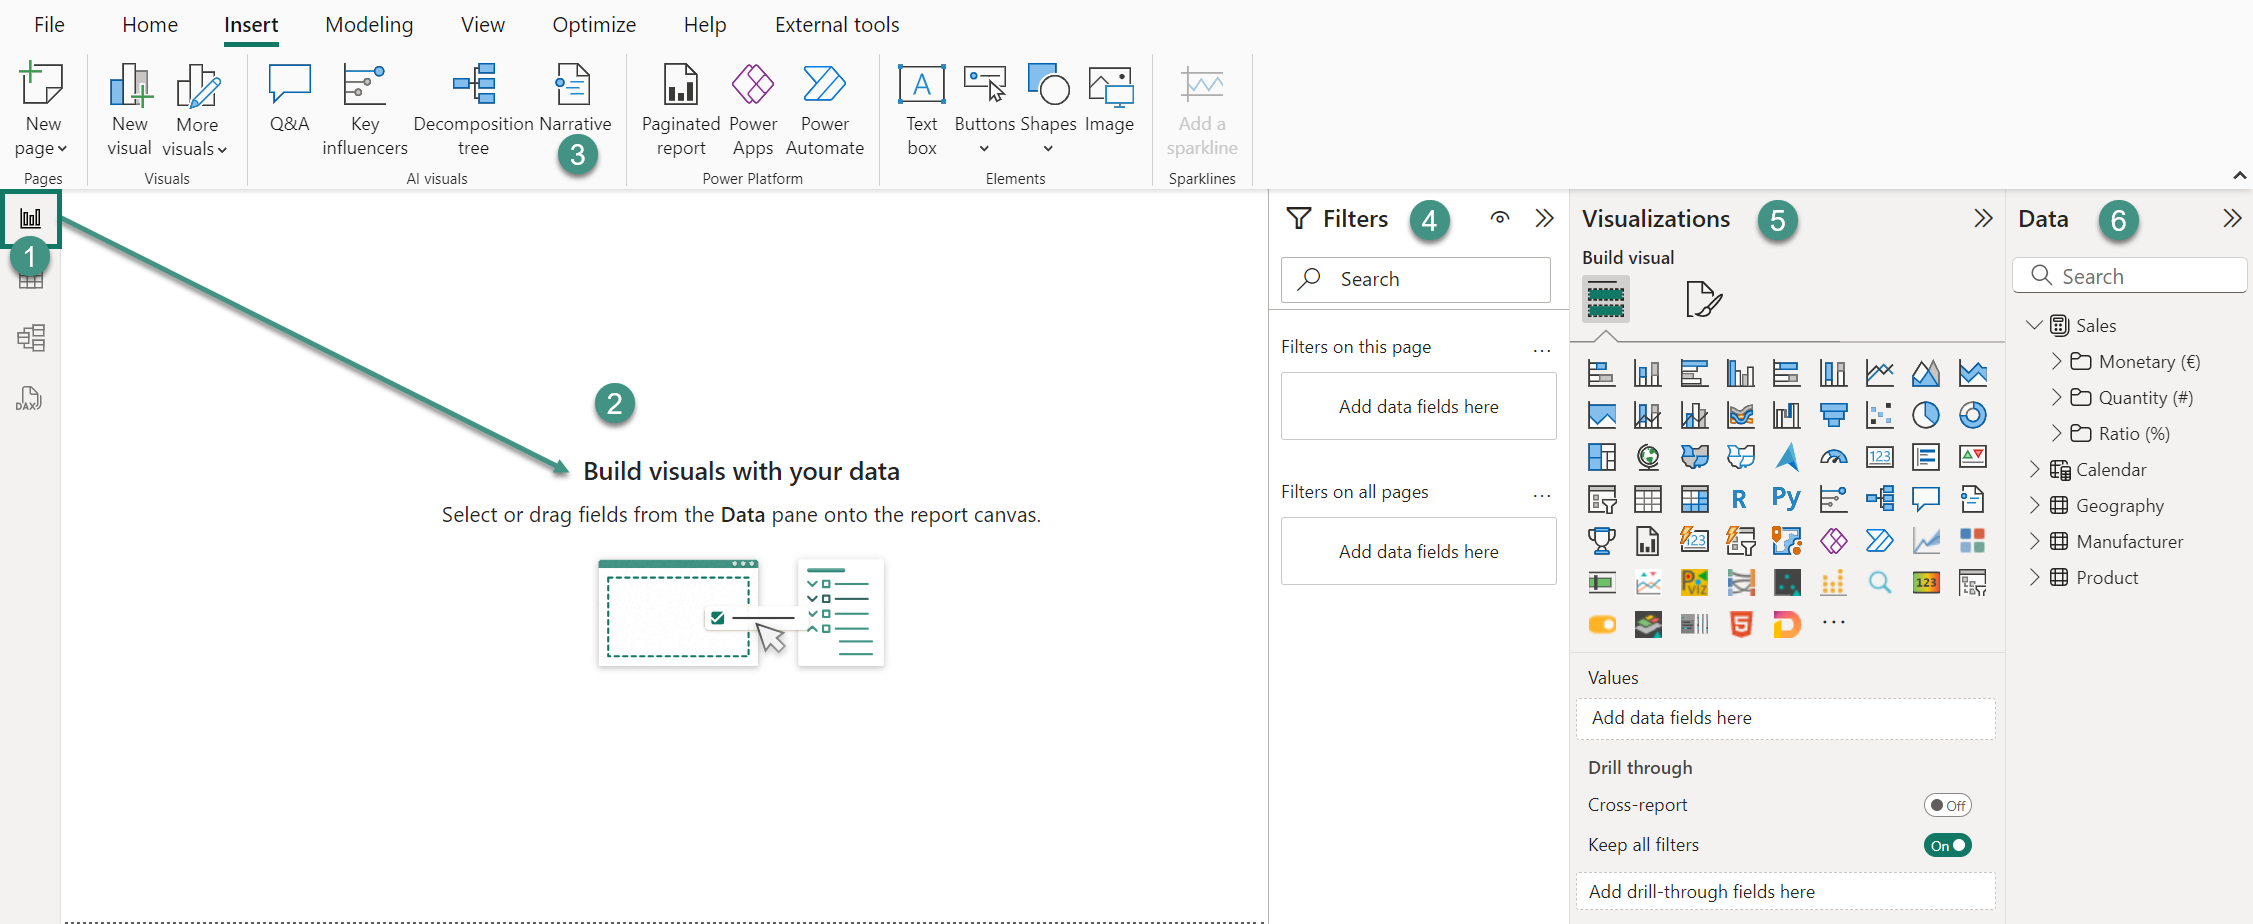 File Home Insert Modeling View Optimize Help External tools
New page
New visual
More visuals
Q&A
Key influencers
Decomposition tree
Narrative
Paginated report
Power Apps
Power Automate
Text box
Buttons
Shapes
Image
Add a sparkline
3
Pages
Visuals
AI visuals
Power Platform
Elements
Sparklines
1
DAX
2
Build visuals with your data
Select or drag fields from the Data pane onto the report canvas.
Filters 4
Search
Filters on this page ...
Add data fields here
Filters on all pages ...
Add data fields here
Visualizations 5
Build visual
123
R Py
123
PViz 123
5 ...
Values
Add data fields here
Drill through
Cross-report Off
Keep all filters On
Add drill-through fields here
Data 6
Search
Sales
Monetary (€)
Quantity (#)
Ratio (%)
Calendar
Geography
Manufacturer
Product